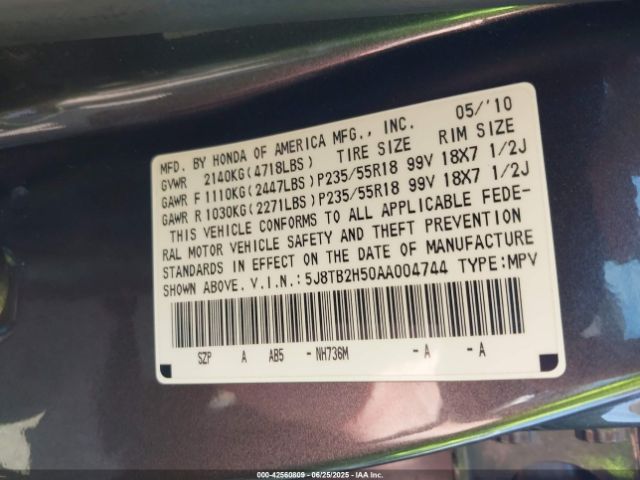 MFD. BY HONDA OF AMERICA MFG., INC. 05/'10
GVWR 2140KG(4718LBS) TIRE SIZE RIM SIZE
GAWR F1110KG(2447LBS)P235/55R18 99V 18X7 1/2J
GAWR R1030KG(2271LBS)P235/55R18 99V 18X7 1/2J
THIS VEHICLE CONFORMS TO ALL APPLICABLE FEDE-
RAL MOTOR VEHICLE SAFETY AND THEFT PREVENTION
STANDARDS IN EFFECT ON THE DATE OF MANUFACTURE
SHOWN ABOVE. V.I.N.:5J8TB2H50AA004744 TYPE:MPV
SZP A AB5 -NH736M -A -A
000-42560809 - 06/25/2025 - IAA Inc.